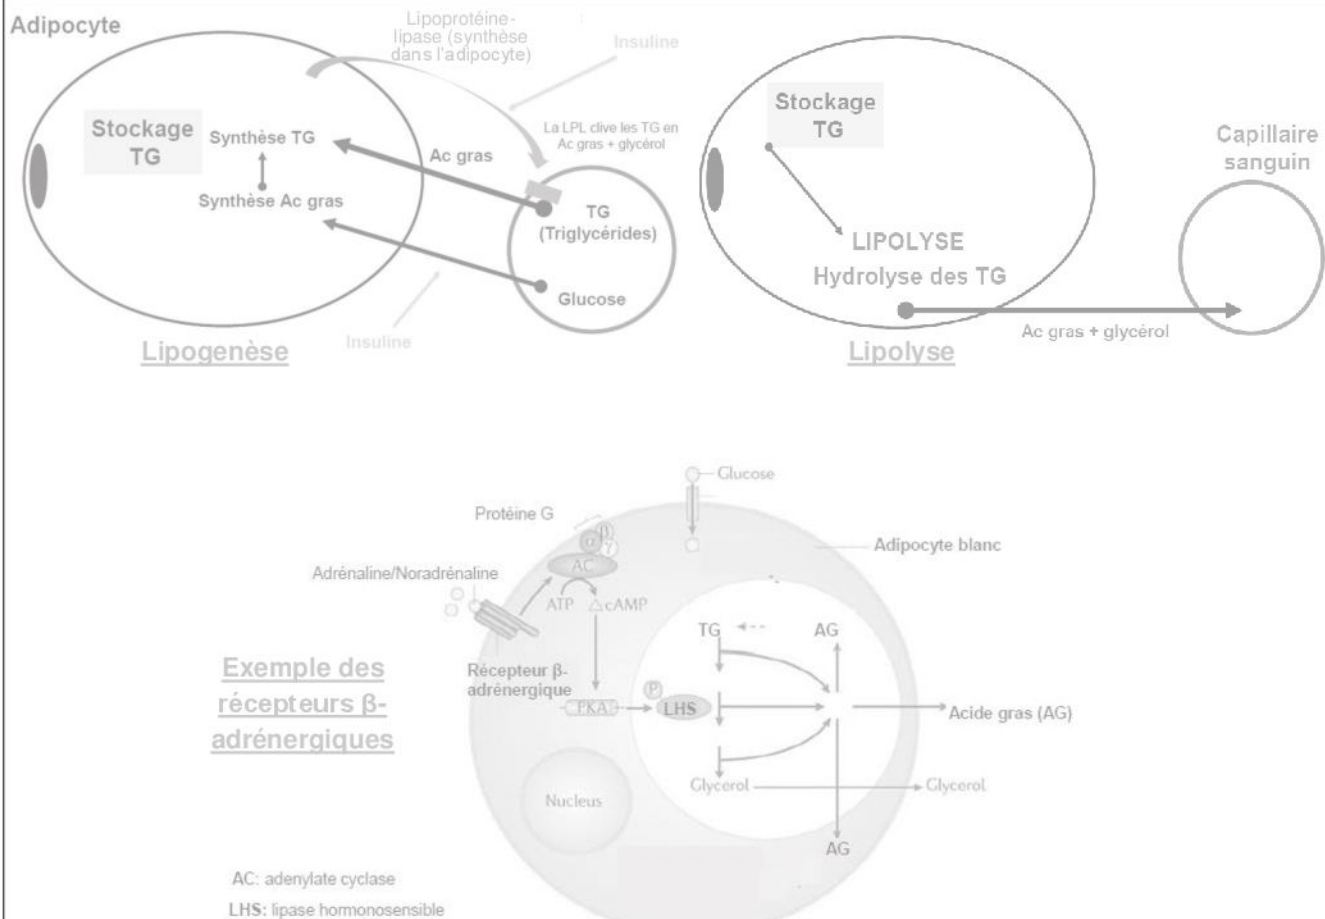 Adipocyte
Lipoprotéine-
lipase (synthèse
dans l'adipocyte)
Insuline
Stockage
TG
Synthèse TG
Synthèse Ac gras
Ac gras
La LPL clive les TG en
Ac gras + glycérol
TG
(Triglycérides)
Glucose
Insuline
Lipogenèse
Stockage
TG
LIPOLYSE
Hydrolyse des TG
Capillaire
sanguin
Ac gras + glycérol
Lipolyse
Glucose
Protéine G
α
β
γ
AC
Adipocyte blanc
Adrénaline/Noradrénaline
ATP
cAMP
TG
AG
Exemple des
récepteurs β-
adrénergiques
Récepteur β-
adrénergique
P
PKA
LHS
Acide gras (AG)
Glycerol
Glycerol
Nucleus
AG
AC: adenylate cyclase
LHS: lipase hormonosensible